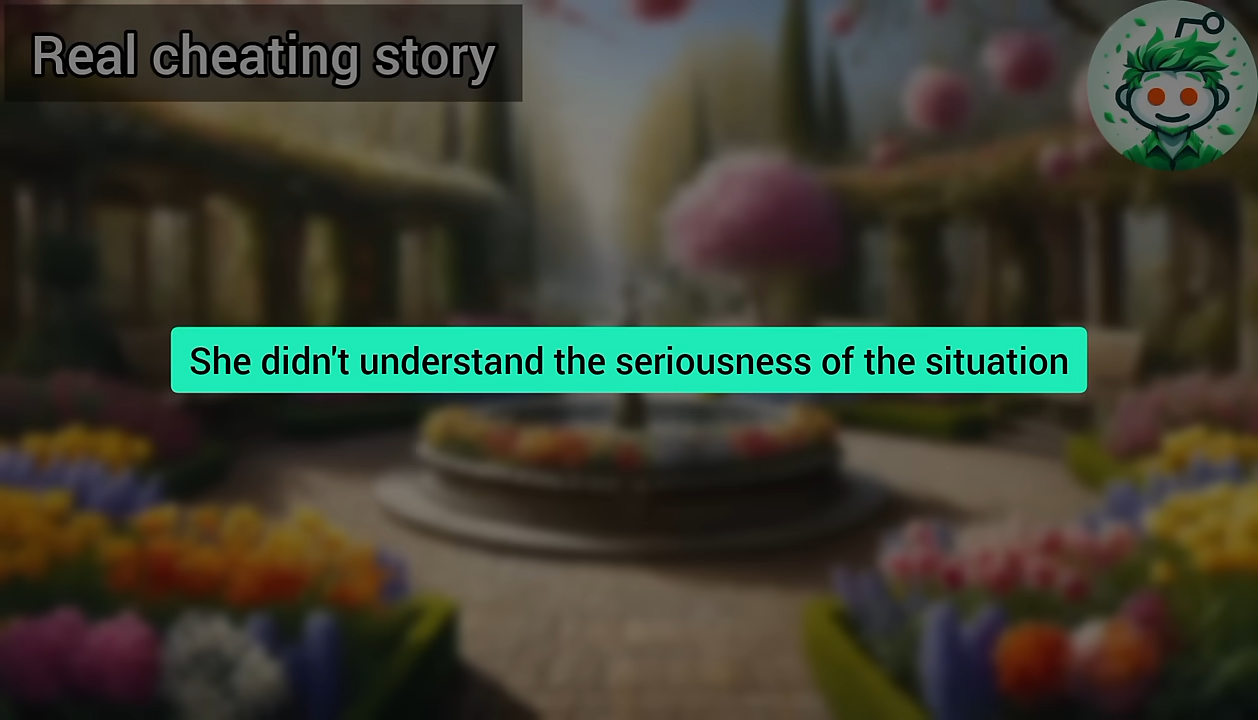 Real cheating story
She didn't understand the seriousness of the situation